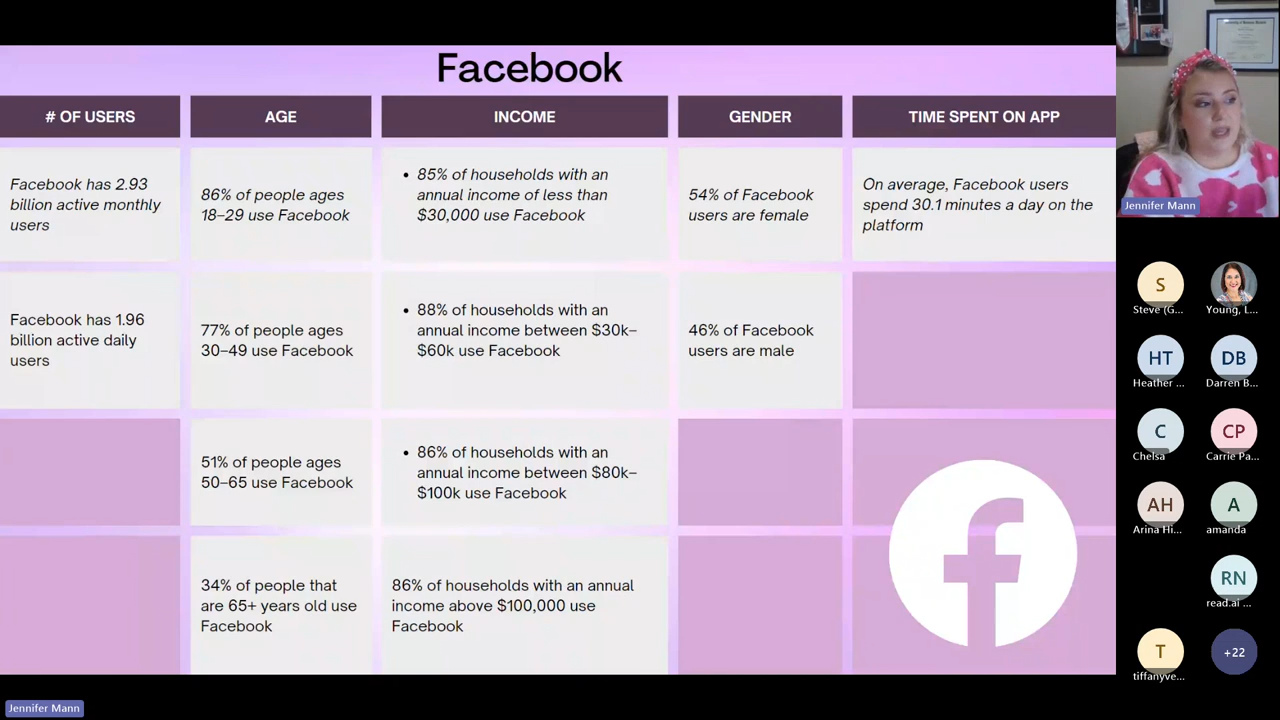 Facebook
# OF USERS
AGE
INCOME
GENDER
TIME SPENT ON APP
Facebook has 2.93
billion active monthly
users
86% of people ages
18–29 use Facebook
• 85% of households with an
annual income of less than
$30,000 use Facebook
54% of Facebook
users are female
On average, Facebook users
spend 30.1 minutes a day on the
platform
Facebook has 1.96
billion active daily
users
77% of people ages
30–49 use Facebook
• 88% of households with an
annual income between $30k–
$60k use Facebook
46% of Facebook
users are male
51% of people ages
50–65 use Facebook
• 86% of households with an
annual income between $80k–
$100k use Facebook
34% of people that
are 65+ years old use
Facebook
86% of households with an annual
income above $100,000 use
Facebook
f
Jennifer Mann
S
Steve (G...
Young, L...
HT
Heather ...
DB
Darren B...
C
Chelsa
CP
Carrie Pa...
AH
Arina Hi...
A
amanda
RN
read.ai ...
T
tiffanyve...
+22
Jennifer Mann